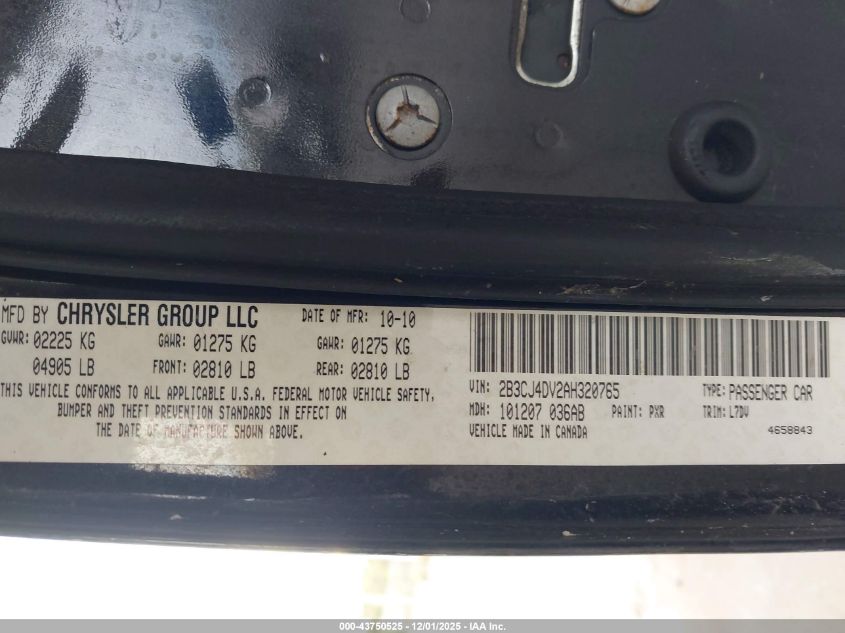 MFD BY CHRYSLER GROUP LLC DATE OF MFR: 10-10
GVWR: 02225 KG GAWR: 01275 KG GAWR: 01275 KG
04905 LB FRONT: 02810 LB REAR: 02810 LB
THIS VEHICLE CONFORMS TO ALL APPLICABLE U.S.A. FEDERAL MOTOR VEHICLE SAFETY,
BUMPER AND THEFT PREVENTION STANDARDS IN EFFECT ON
THE DATE OF MANUFACTURE SHOWN ABOVE.
VIN: 2B3CJ4DV2AH320765 TYPE: PASSENGER CAR
MDH: 101207 036AB PAINT: PXR TRIM: L7DV
VEHICLE MADE IN CANADA 4658843
000-43750525 - 12/01/2025 - IAA Inc.